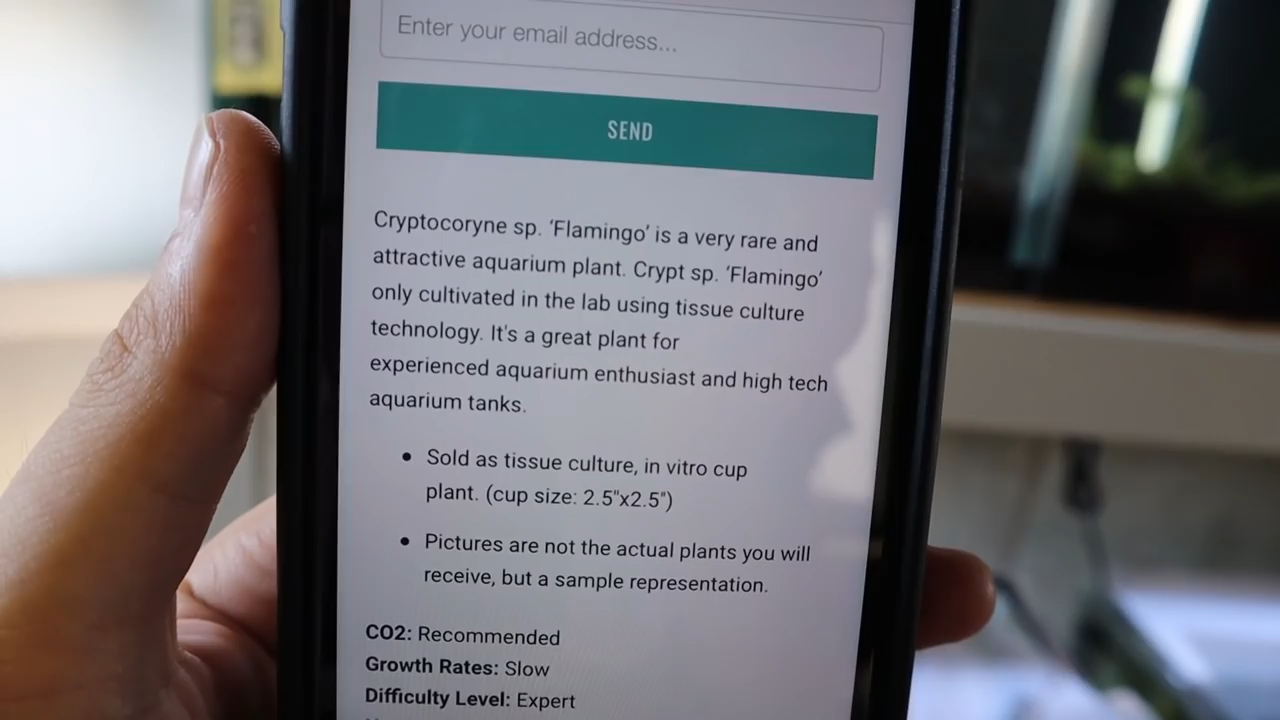 Enter your email address...
SEND
Cryptocoryne sp. ‘Flamingo’ is a very rare and
attractive aquarium plant. Crypt sp. ‘Flamingo’
only cultivated in the lab using tissue culture
technology. It's a great plant for
experienced aquarium enthusiast and high tech
aquarium tanks.
• Sold as tissue culture, in vitro cup
plant. (cup size: 2.5"x2.5")
• Pictures are not the actual plants you will
receive, but a sample representation.
CO2: Recommended
Growth Rates: Slow
Difficulty Level: Expert